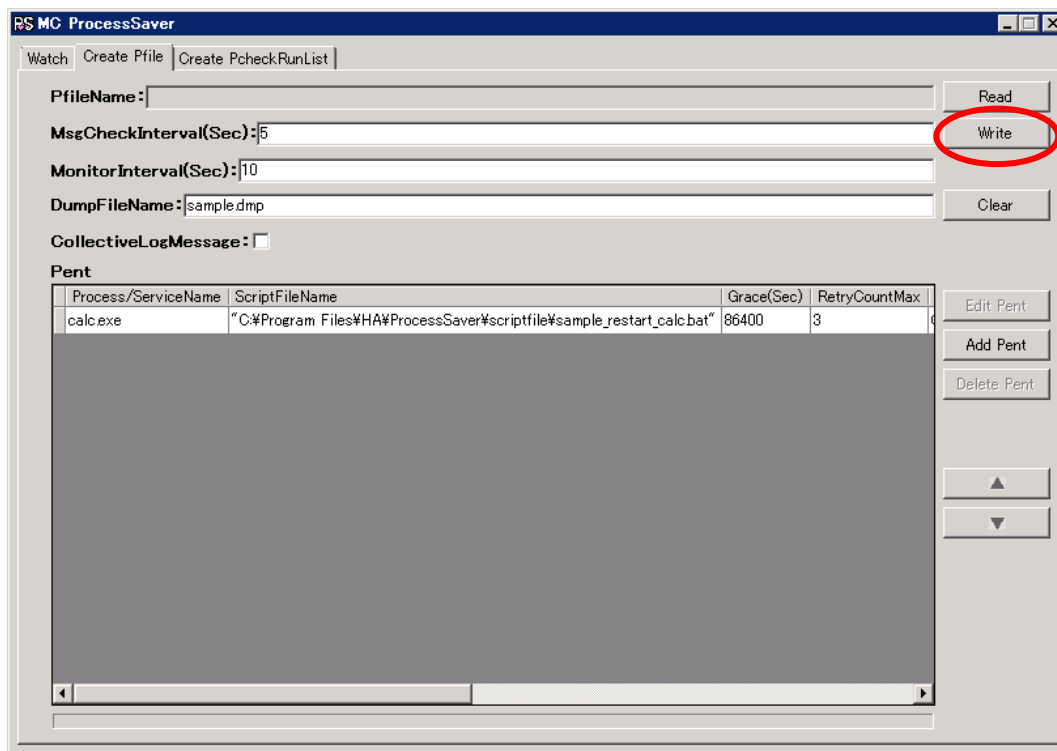 PS MC ProcessSaver
Watch Create Pfile Create PcheckRunList
PfileName: Read
MsgCheckInterval(Sec): 5 Write
MonitorInterval(Sec): 10
DumpFileName: sample.dmp Clear
CollectiveLogMessage:
Pent
Process/ServiceName ScriptFileName Grace(Sec) RetryCountMax
calc.exe "C:¥Program Files¥HA¥ProcessSaver¥scriptfile¥sample_restart_calc.bat" 86400 3
Edit Pent
Add Pent
Delete Pent